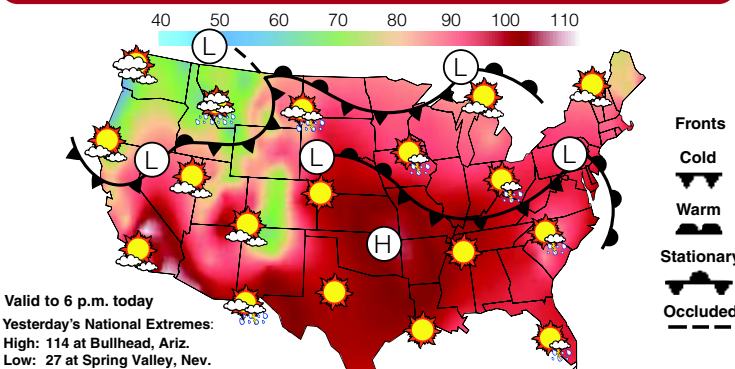 40 50 60 70 80 90 100 110
L
L
L
L
L
H
Fronts
Cold
Warm
Stationary
Occluded
Valid to 6 p.m. today
Yesterday's National Extremes:
High: 114 at Bullhead, Ariz.
Low: 27 at Spring Valley, Nev.